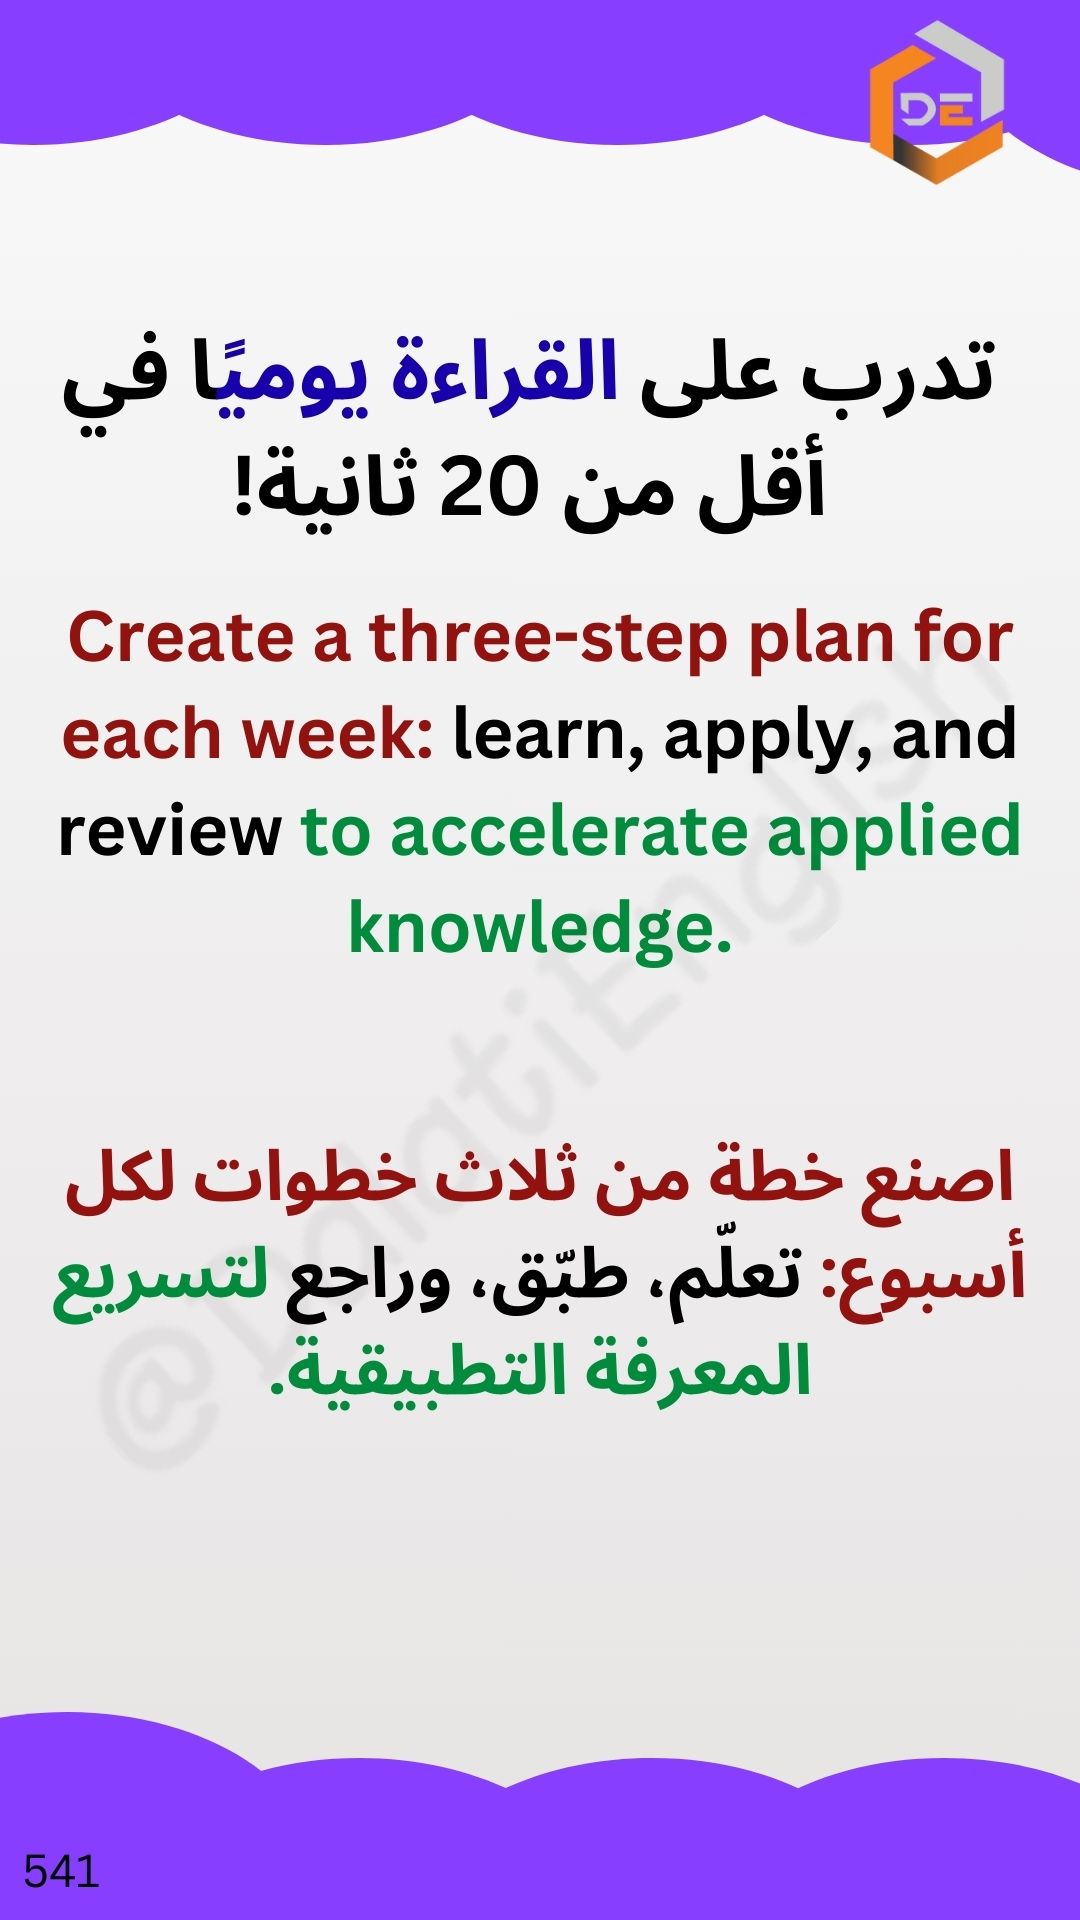 DE
تدرب على القراءة يوميًا في
أقل من 20 ثانية!
Create a three-step plan for
each week: learn, apply, and
review to accelerate applied
knowledge.
@DalatiEnglish
اصنع خطة من ثلاث خطوات لكل
أسبوع: تعلّم، طبّق، وراجع لتسريع
المعرفة التطبيقية.
541